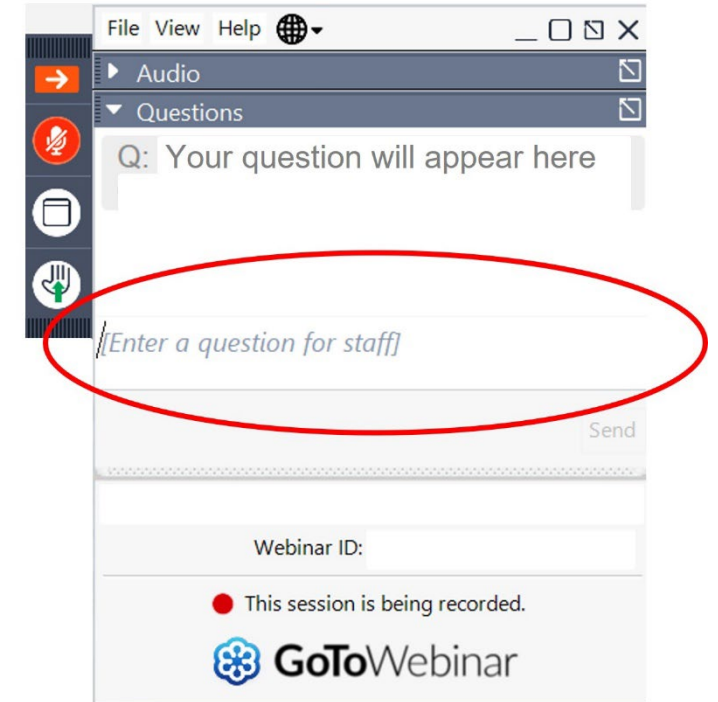 File View Help
Audio
Questions
Q: Your question will appear here
[Enter a question for staff]
Send
Webinar ID:
This session is being recorded.
GoToWebinar